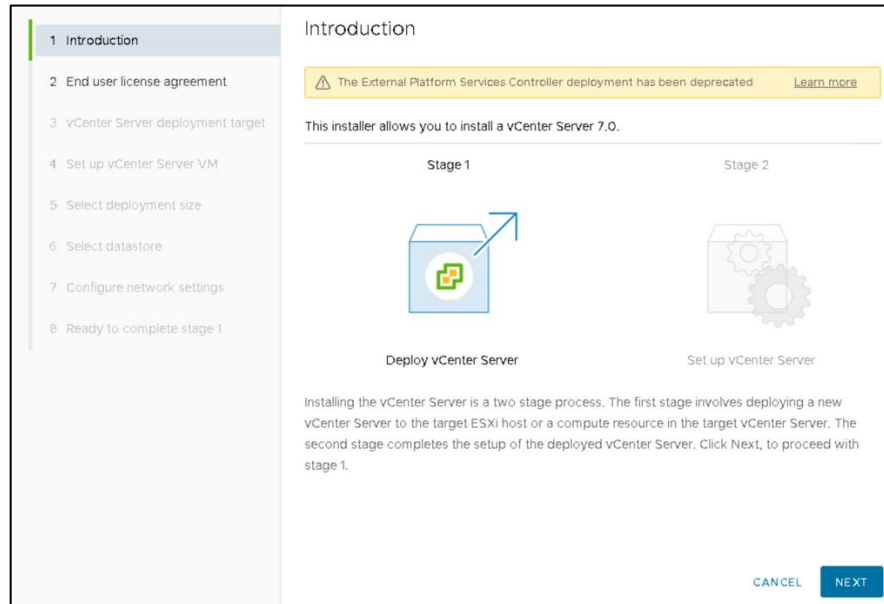 1 Introduction
2 End user license agreement
3 vCenter Server deployment target
4 Set up vCenter Server VM
5 Select deployment size
6 Select datastore
7 Configure network settings
8 Ready to complete stage 1
Introduction
The External Platform Services Controller deployment has been deprecated Learn more
This installer allows you to install a vCenter Server 7.0.
Stage 1 Stage 2
Deploy vCenter Server Set up vCenter Server
Installing the vCenter Server is a two stage process. The first stage involves deploying a new
vCenter Server to the target ESXi host or a compute resource in the target vCenter Server. The
second stage completes the setup of the deployed vCenter Server. Click Next, to proceed with
stage 1.
CANCEL NEXT